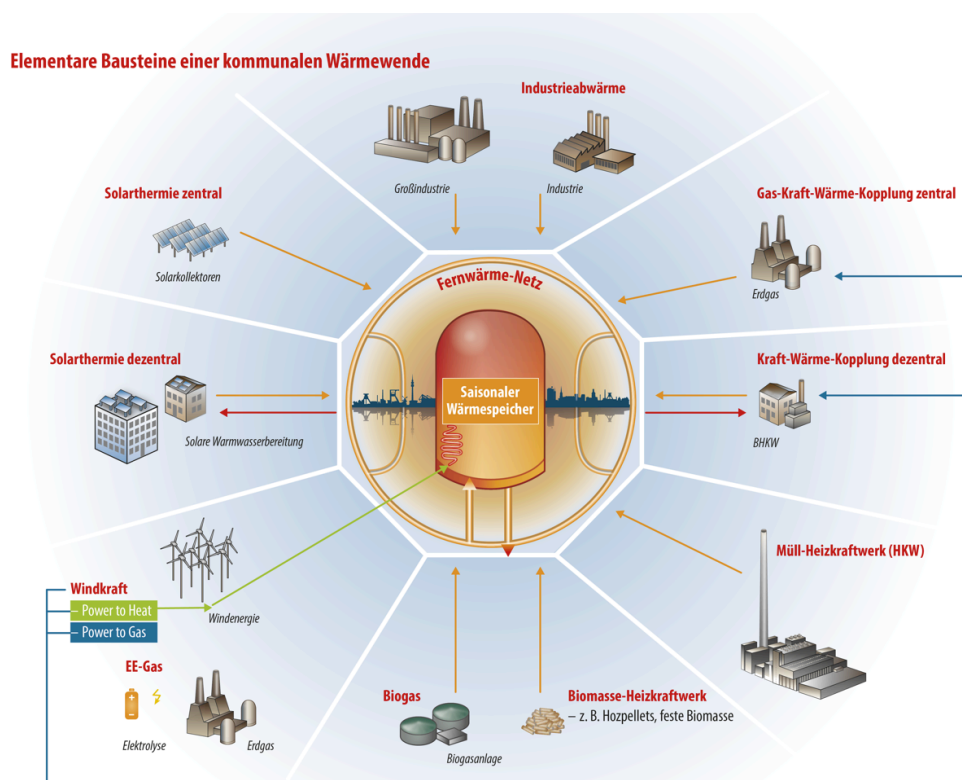 Elementare Bausteine einer kommunalen Wärmewende
Industrieabwärme
Großindustrie
Industrie
Solarthermie zentral
Solarkollektoren
Gas-Kraft-Wärme-Kopplung zentral
Erdgas
Fernwärme-Netz
Solarthermie dezentral
Solare Warmwasserbereitung
Saisonaler
Wärmespeicher
Kraft-Wärme-Kopplung dezentral
BHKW
Müll-Heizkraftwerk (HKW)
Windkraft
– Power to Heat
– Power to Gas
Windenergie
EE-Gas
Elektrolyse
Erdgas
Biogas
Biogasanlage
Biomasse-Heizkraftwerk
– z. B. Hozpellets, feste Biomasse